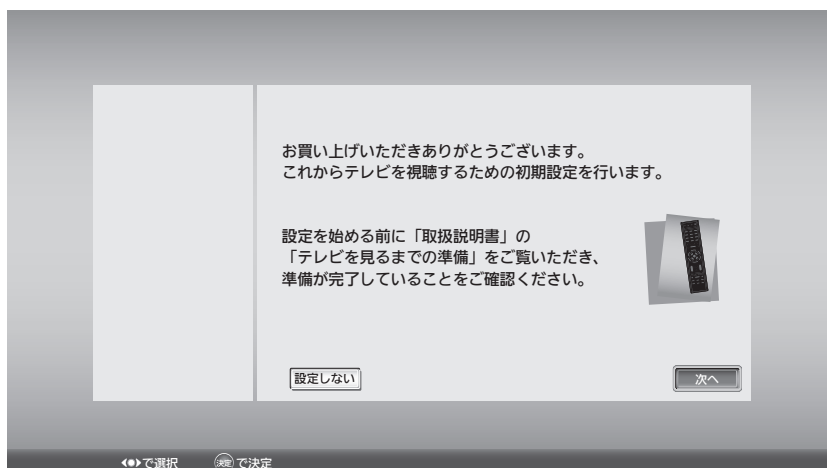 お買い上げいただきありがとうございます。
これからテレビを視聴するための初期設定を行います。
設定を始める前に「取扱説明書」の
「テレビを見るまでの準備」をご覧いただき、
準備が完了していることをご確認ください。
設定しない
次へ
で選択
決定で決定